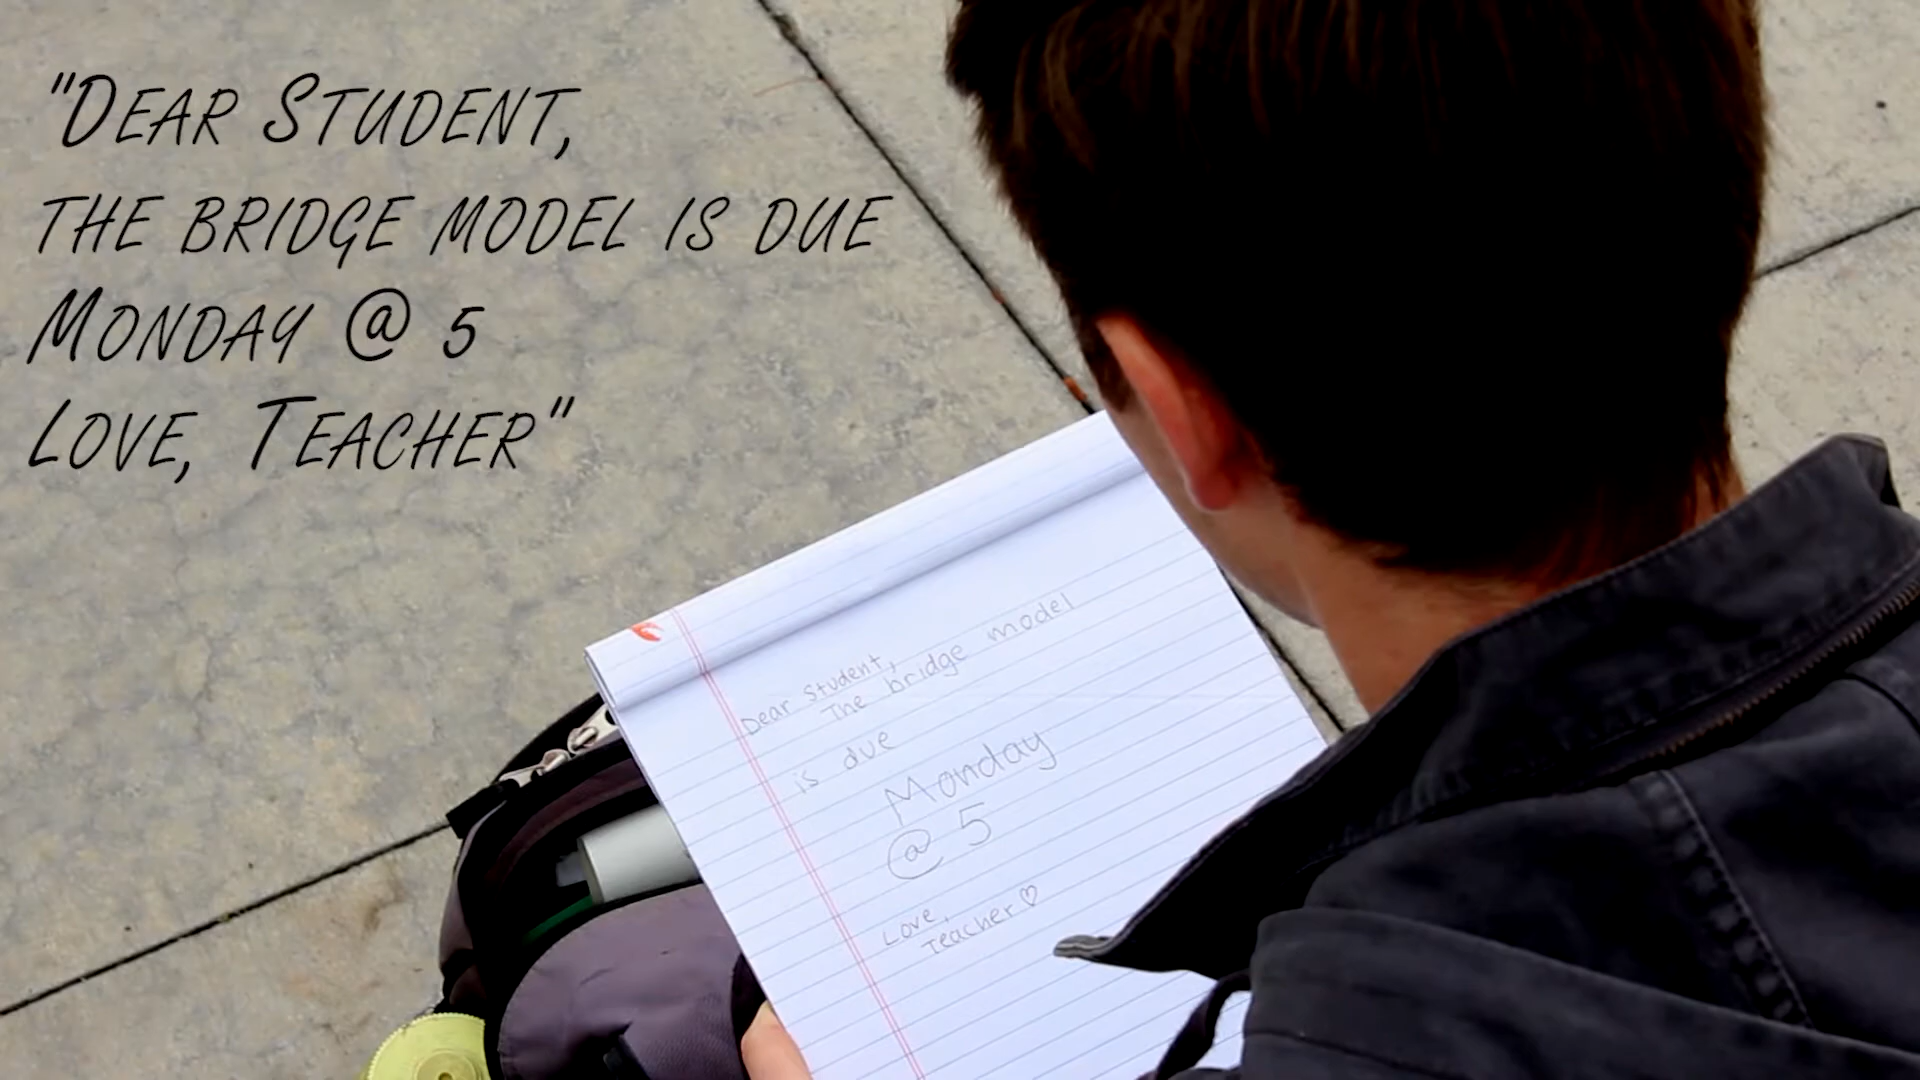 "Dear Student,
the bridge model is due
Monday @ 5
Love, Teacher"
Dear Student,
The bridge model
is due
Monday
@ 5
Love,
Teacher ♡